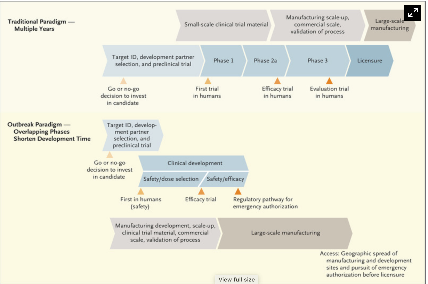 Traditional Paradigm —
Multiple Years
Small-scale clinical trial material
Manufacturing scale-up,
commercial scale,
validation of process
Large-scale
manufacturing
Target ID, development partner
selection, and preclinical trial
Phase 1
Phase 2a
Phase 3
Licensure
Go or no-go
decision to invest
in candidate
First trial
in humans
Efficacy trial
in humans
Evaluation trial
in humans
Outbreak Paradigm —
Overlapping Phases
Shorten Development Time
Target ID, develop-
ment partner
selection, and
preclinical trial
Go or no-go
decision to invest
in candidate
Clinical development
Safety/dose selection
Safety/efficacy
First in humans
(safety)
Efficacy trial
Regulatory pathway for
emergency authorization
Manufacturing development, scale-up,
clinical trial material, commercial
scale, validation of process
Large-scale manufacturing
Access: Geographic spread of
manufacturing and development
sites and pursuit of emergency
authorization before licensure
View full size